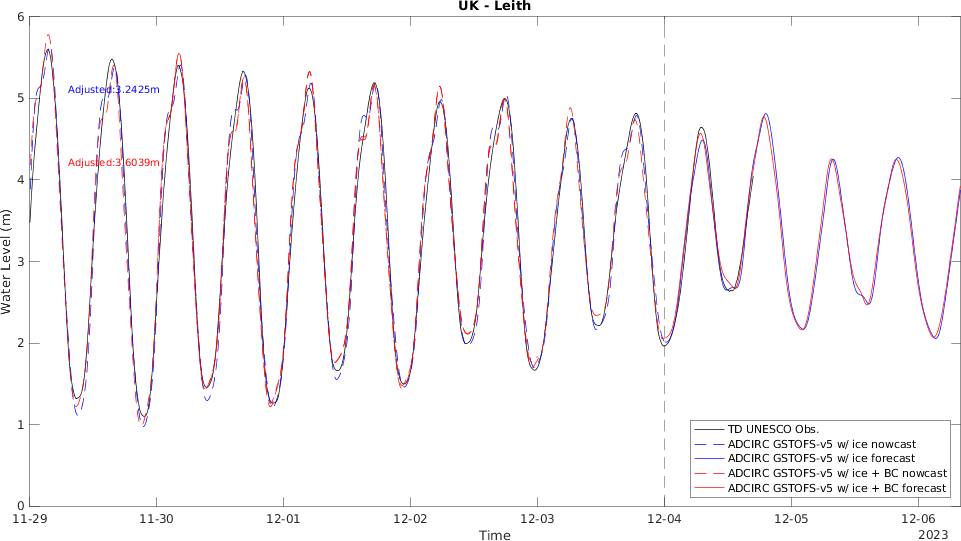 UK - Leith
6
5
4
3
2
1
0
Water Level (m)
Adjusted:3.2425m
Adjusted:3.6039m
TD UNESCO Obs.
ADCIRC GSTOFS-v5 w/ ice nowcast
ADCIRC GSTOFS-v5 w/ ice forecast
ADCIRC GSTOFS-v5 w/ ice + BC nowcast
ADCIRC GSTOFS-v5 w/ ice + BC forecast
11-29 11-30 12-01 12-02 12-03 12-04 12-05 12-06
Time
2023